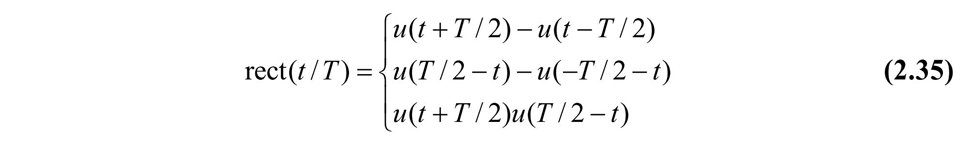 u(t + T / 2) − u(t − T / 2)
rect(t / T) = { u(T / 2 − t) − u(−T / 2 − t) (2.35)
u(t + T / 2)u(T / 2 − t)